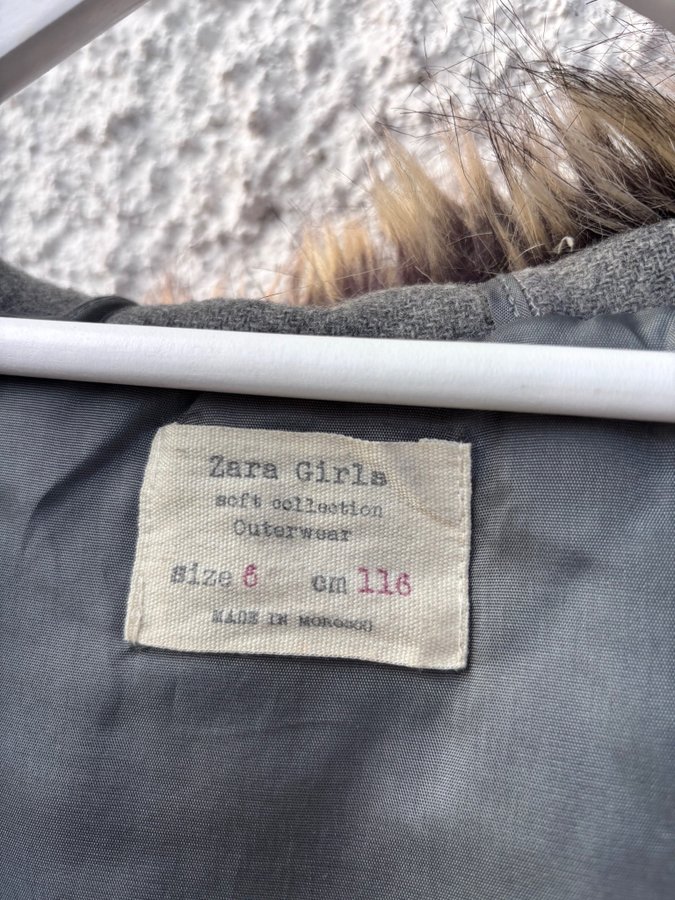 Zara Girls
soft collection
Outerwear
size 6 cm 116
MADE IN MOROCCO